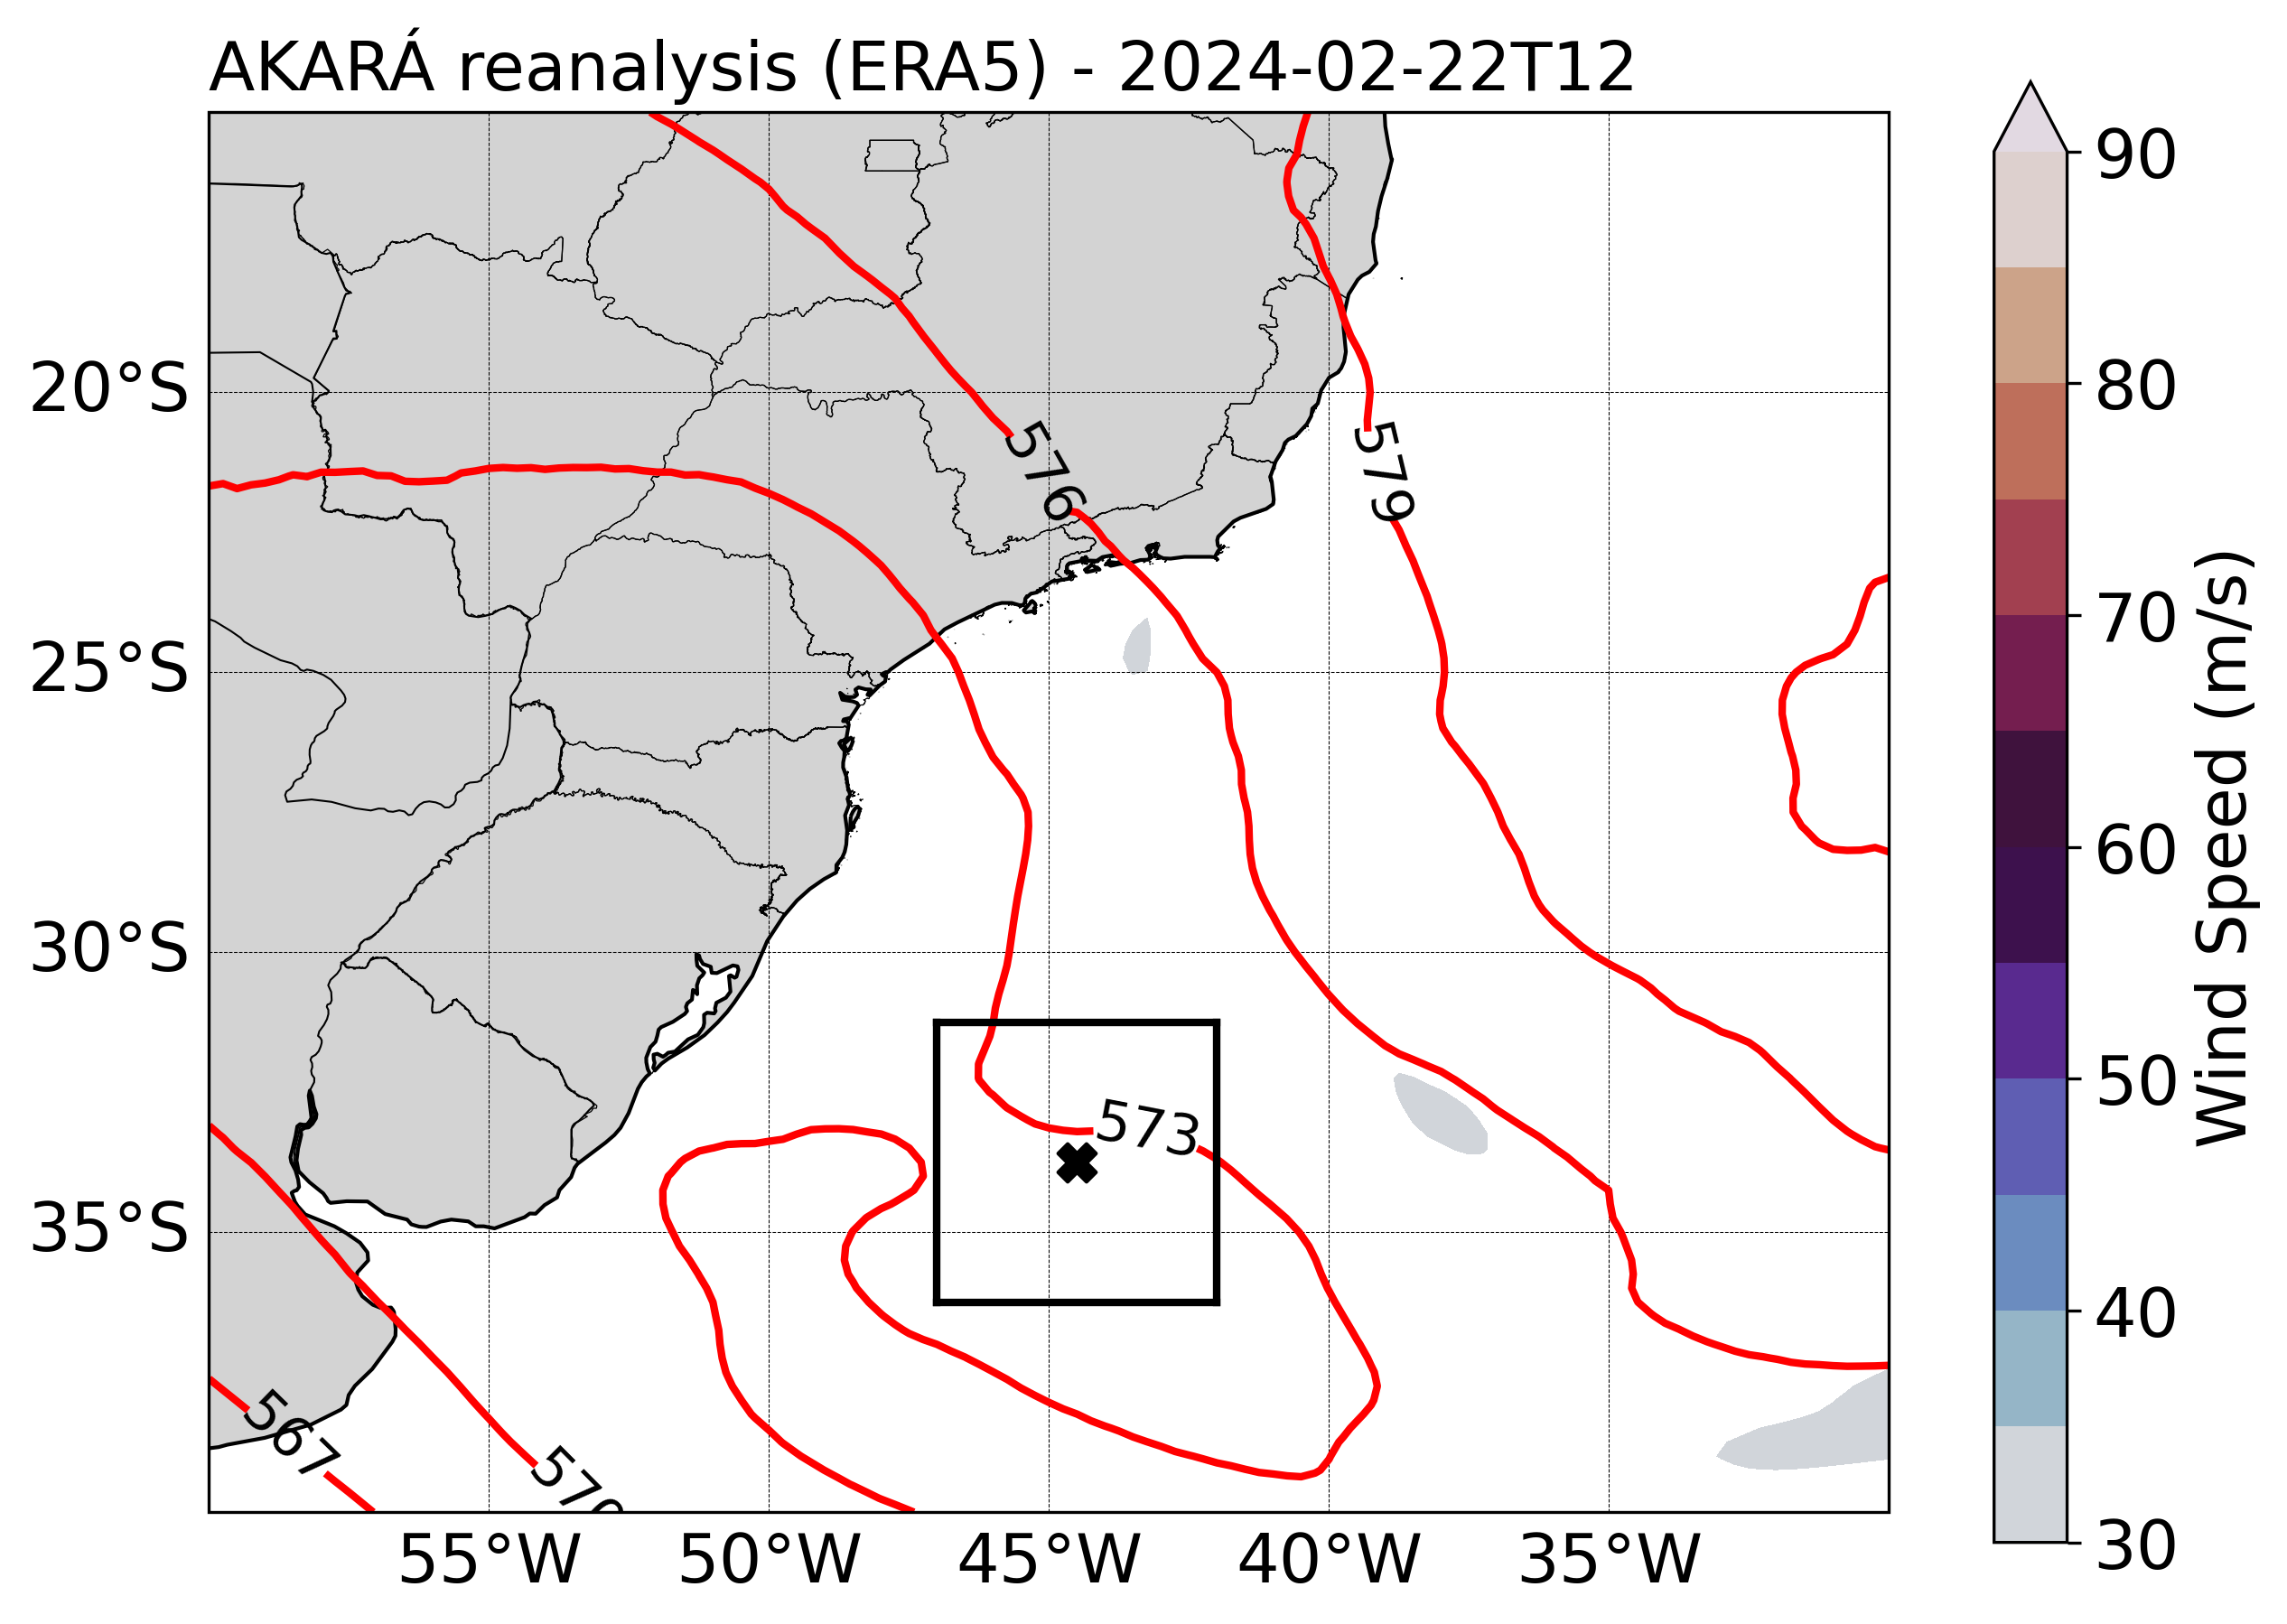 AKARÁ reanalysis (ERA5) - 2024-02-22T12
90
80
70
60
50
40
30
Wind Speed (m/s)
20°S
25°S
30°S
35°S
576
579
573
567
570
55°W
50°W
45°W
40°W
35°W